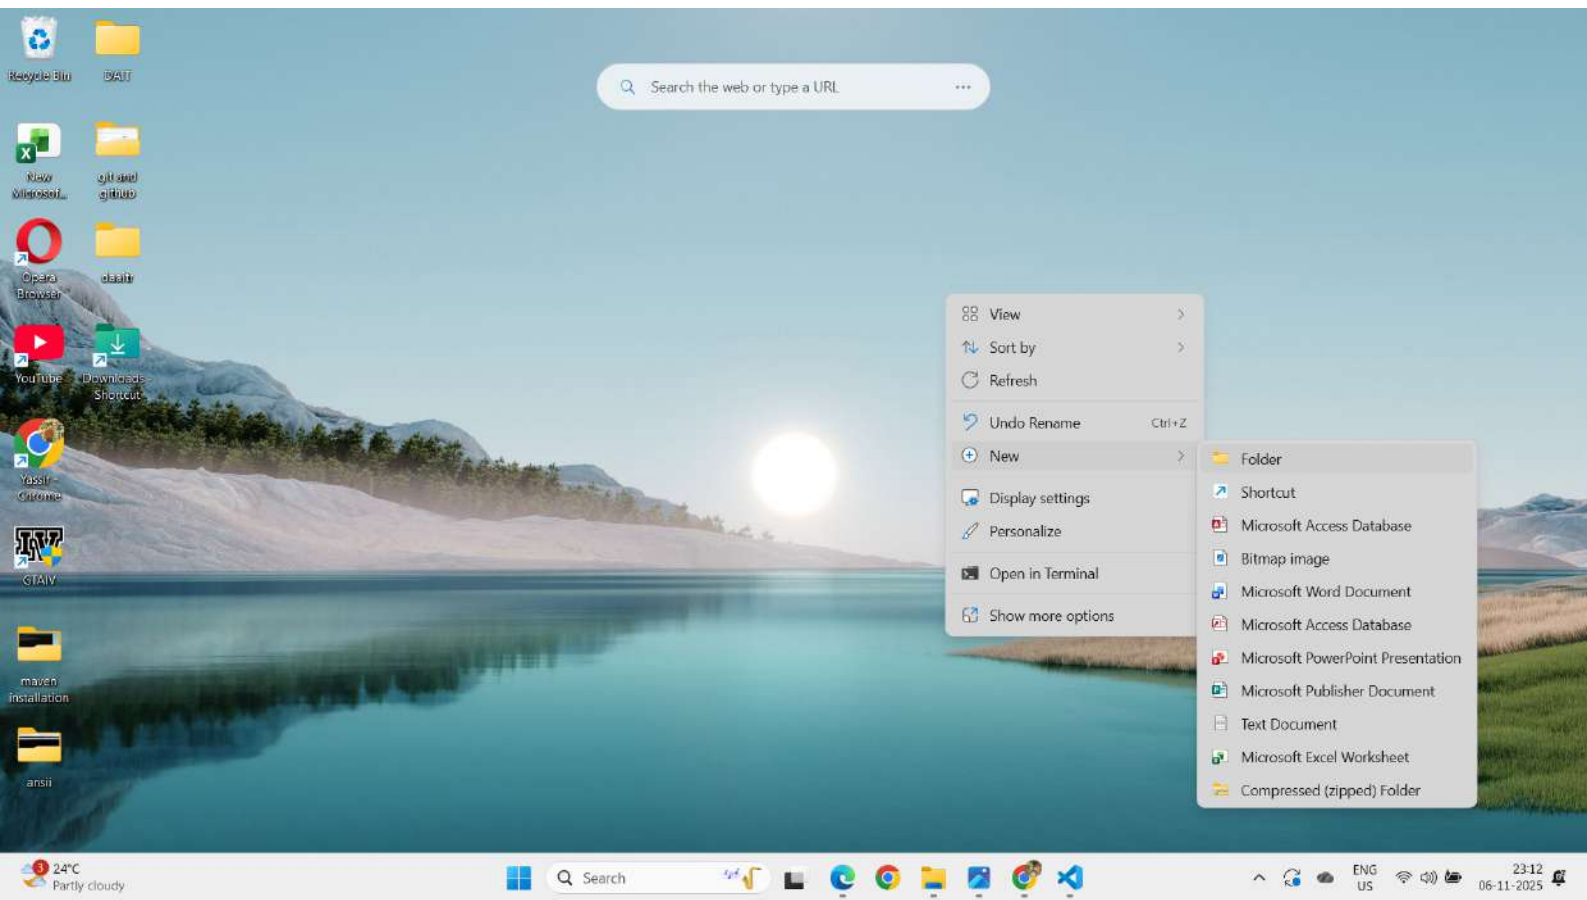 Recycle Bin
DAIT
New
Microsof...
git and
github
Opera
Browser
daaitr
YouTube
Downloads
Shortcut
Yassir -
Chrome
GTAIV
maven
installation
ansii
Search the web or type a URL
View
Sort by
Refresh
Undo Rename Ctrl+Z
New
Display settings
Personalize
Open in Terminal
Show more options
Folder
Shortcut
Microsoft Access Database
Bitmap image
Microsoft Word Document
Microsoft Access Database
Microsoft PowerPoint Presentation
Microsoft Publisher Document
Text Document
Microsoft Excel Worksheet
Compressed (zipped) Folder
3
24°C
Partly cloudy
Search
ENG
US
23:12
06-11-2025